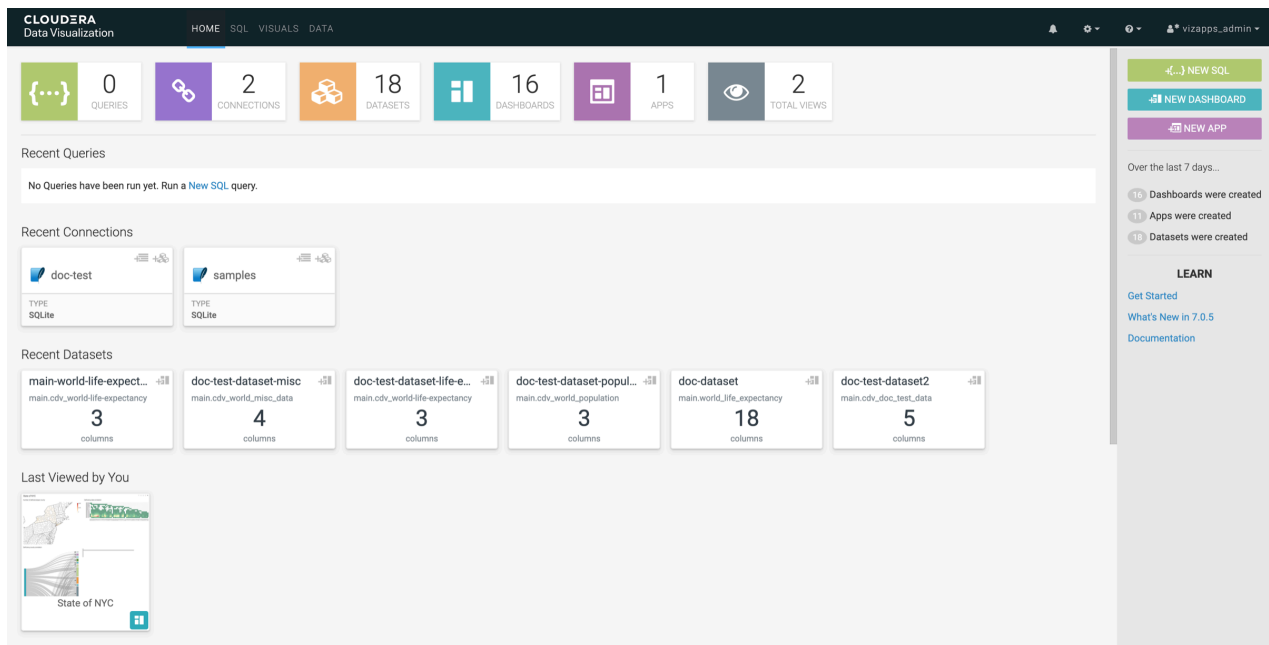 CLOUDERA
Data Visualization
HOME SQL VISUALS DATA
vizapps_admin
{...} 0 QUERIES
2 CONNECTIONS
18 DATASETS
16 DASHBOARDS
1 APPS
2 TOTAL VIEWS
Recent Queries
No Queries have been run yet. Run a New SQL query.
Recent Connections
doc-test
TYPE
SQLite
samples
TYPE
SQLite
Recent Datasets
main-world-life-expect...
main.cdv_world-life-expectancy
3
columns
doc-test-dataset-misc
main.cdv_world_misc_data
4
columns
doc-test-dataset-life-e...
main.cdv_world-life-expectancy
3
columns
doc-test-dataset-popul...
main.cdv_world_population
3
columns
doc-dataset
main.world_life_expectancy
18
columns
doc-test-dataset2
main.cdv_doc_test_data
5
columns
Last Viewed by You
State of NYC
+{...} NEW SQL
NEW DASHBOARD
NEW APP
Over the last 7 days...
16 Dashboards were created
11 Apps were created
18 Datasets were created
LEARN
Get Started
What's New in 7.0.5
Documentation